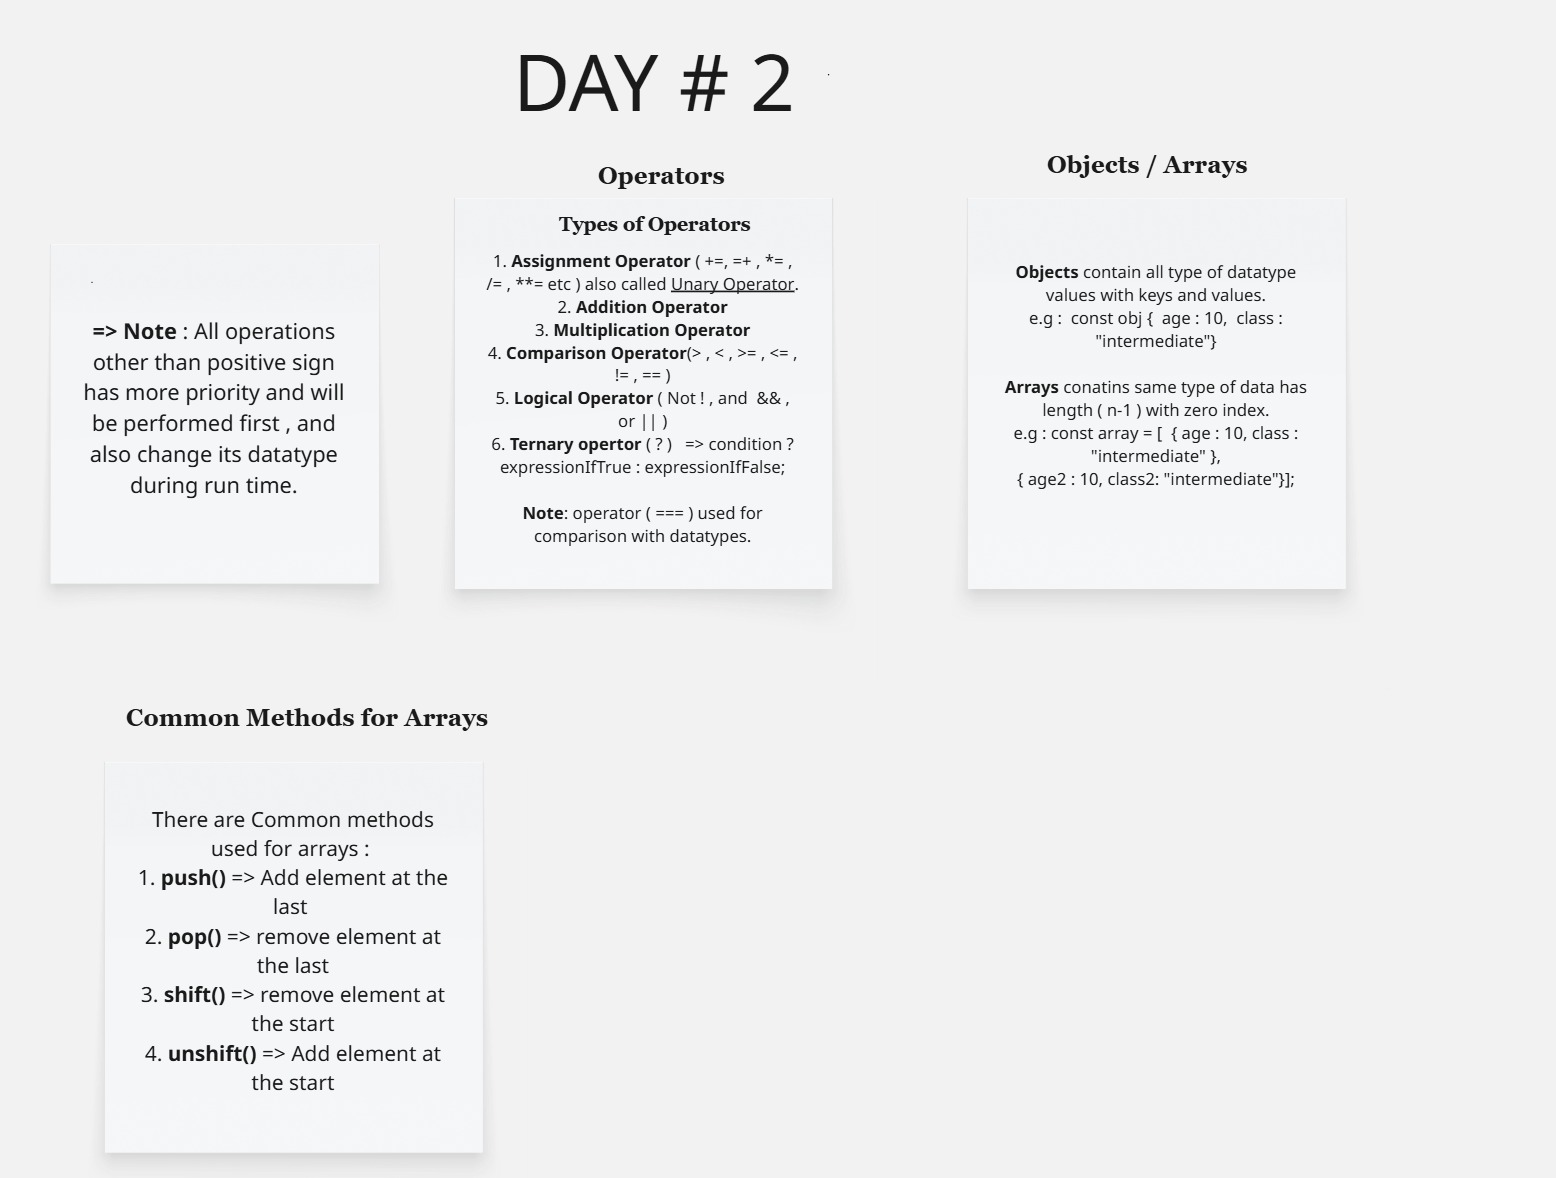 DAY # 2
=> Note : All operations
other than positive sign
has more priority and will
be performed first , and
also change its datatype
during run time.
Operators
Types of Operators
1. Assignment Operator ( +=, =+ , *= ,
/= , **= etc ) also called Unary Operator.
2. Addition Operator
3. Multiplication Operator
4. Comparison Operator(> , < , >= , <= ,
!= , == )
5. Logical Operator ( Not ! , and  && ,
or || )
6. Ternary opertor ( ? )   => condition ?
expressionIfTrue : expressionIfFalse;
Note: operator ( === ) used for
comparison with datatypes.
Objects / Arrays
Objects contain all type of datatype
values with keys and values.
e.g :  const obj {  age : 10,  class :
"intermediate"}
Arrays conatins same type of data has
length ( n-1 ) with zero index.
e.g : const array = [  { age : 10, class :
"intermediate" },
{ age2 : 10, class2: "intermediate"}];
Common Methods for Arrays
There are Common methods
used for arrays :
1. push() => Add element at the
last
2. pop() => remove element at
the last
3. shift() => remove element at
the start
4. unshift() => Add element at
the start